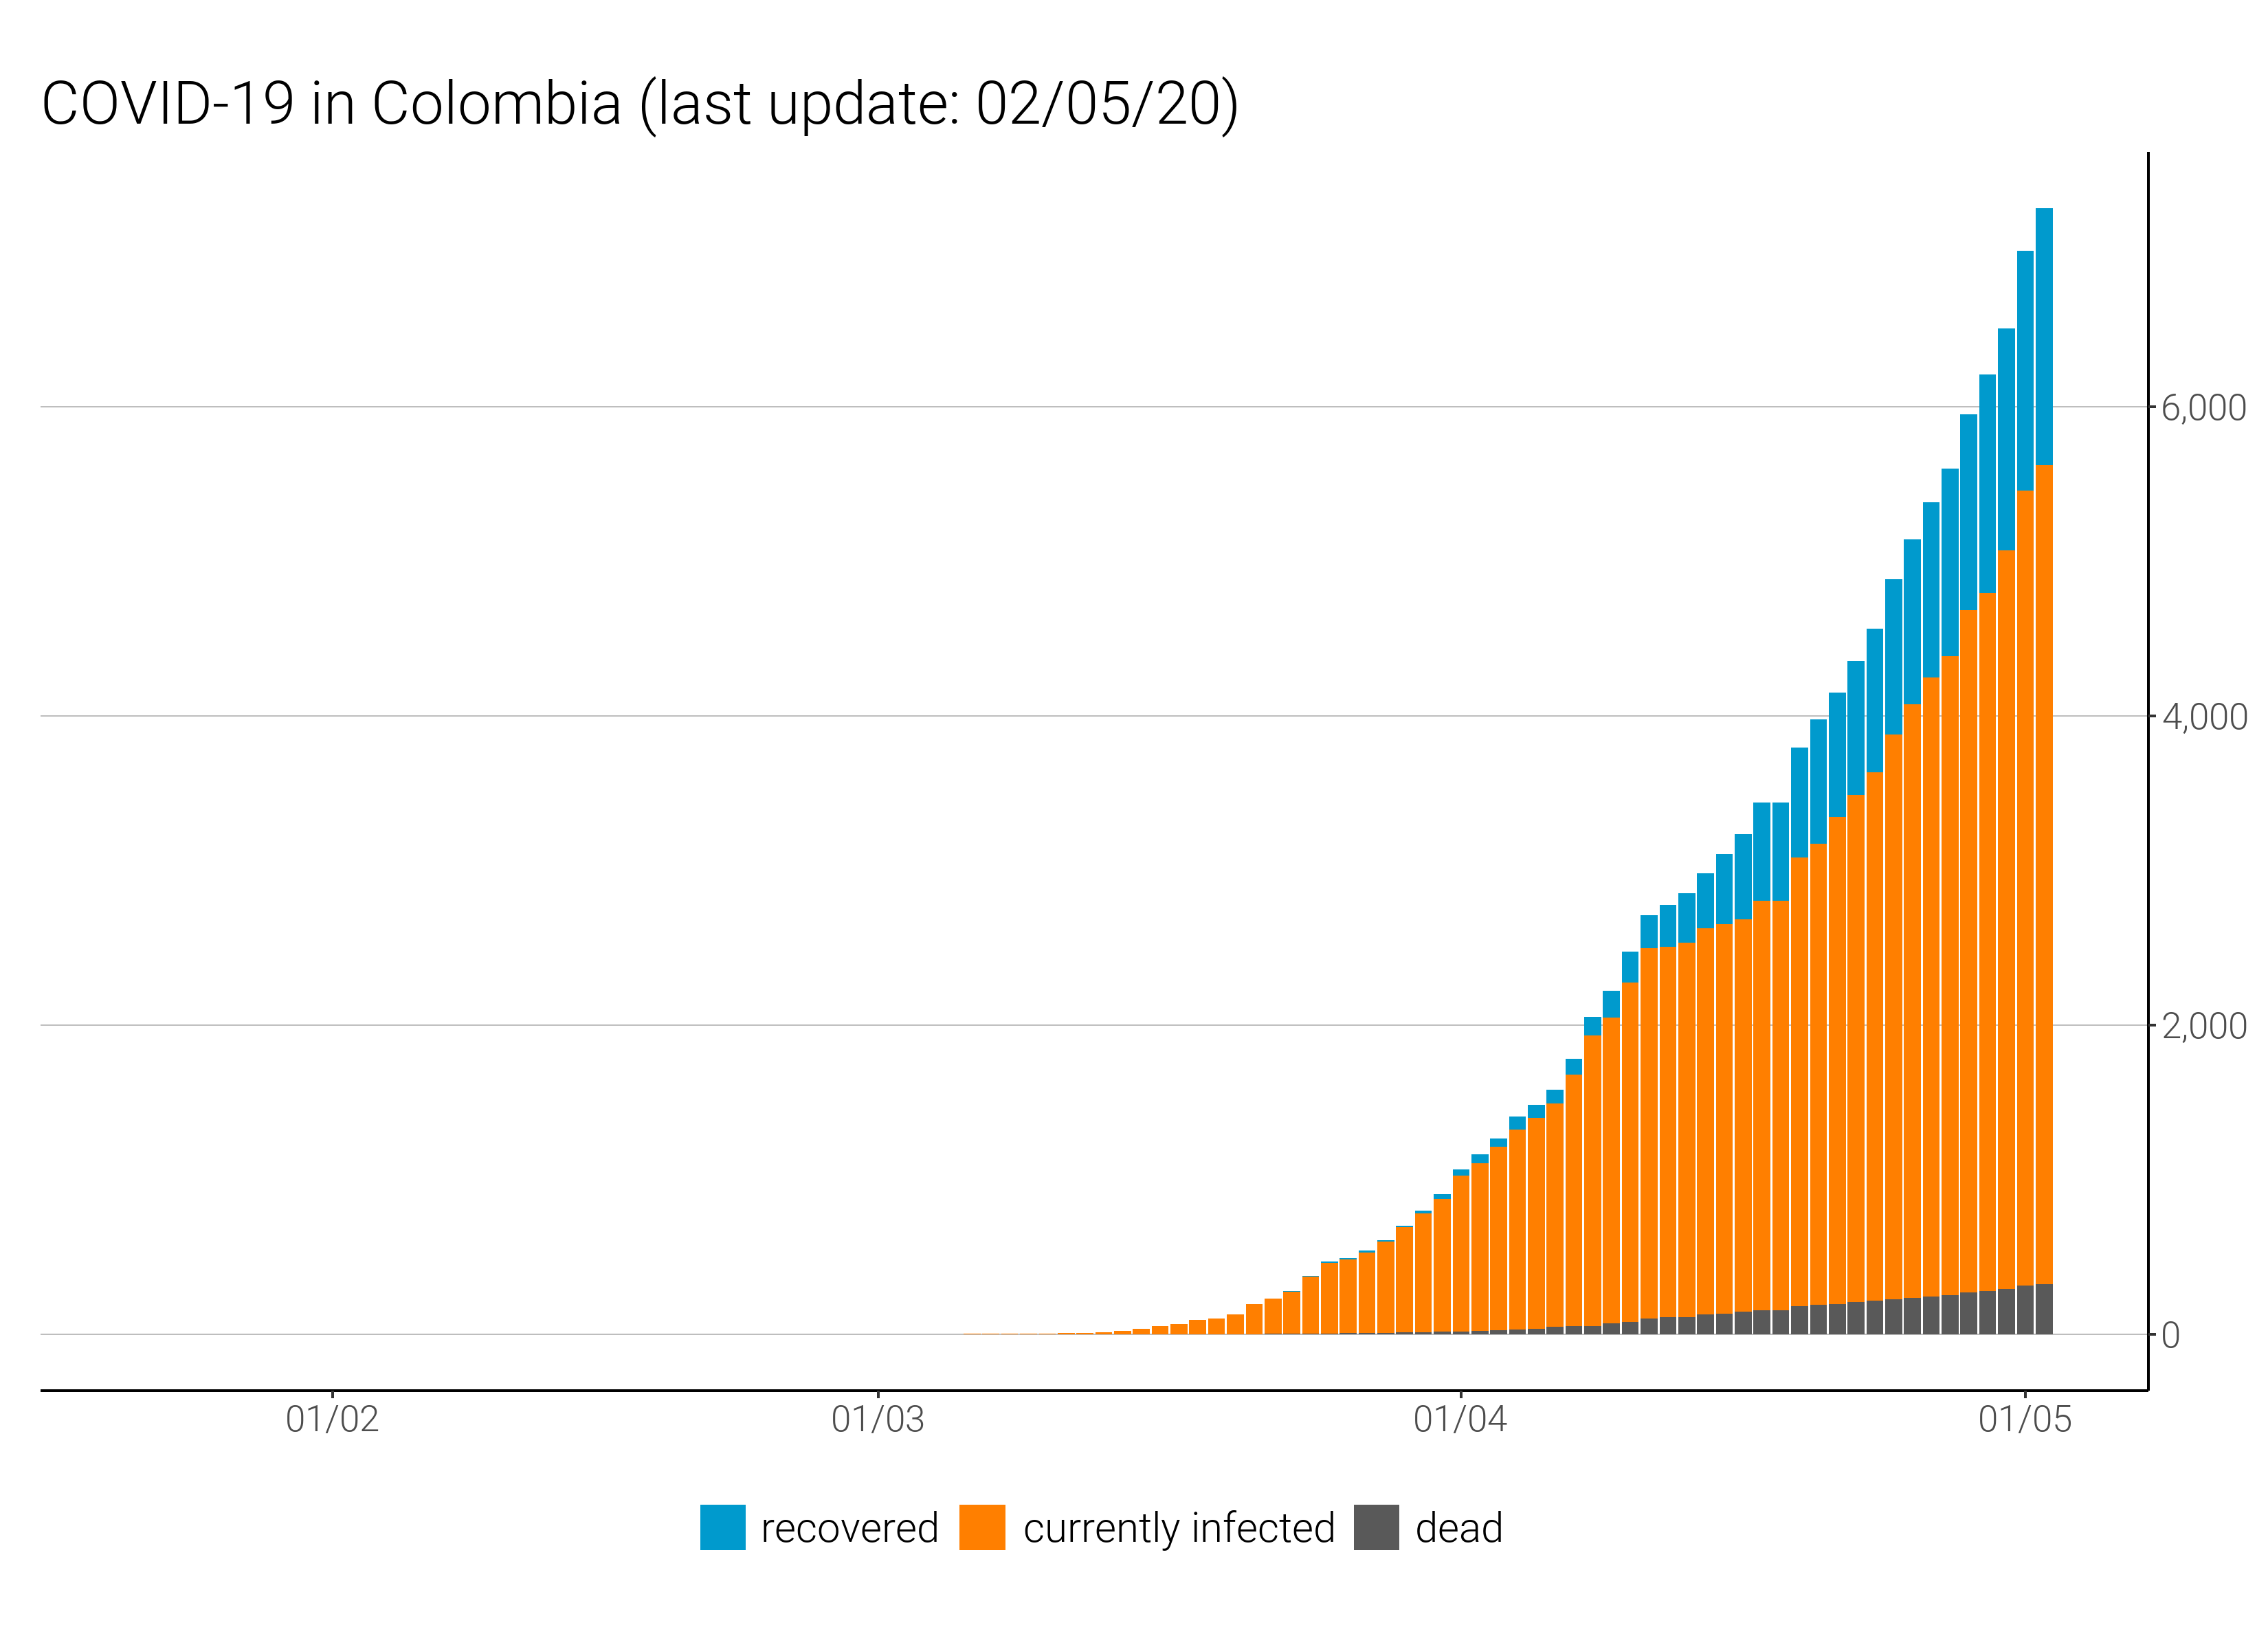 COVID-19 in Colombia (last update: 02/05/20)
6,000
4,000
2,000
0
01/02 01/03 01/04 01/05
recovered currently infected dead